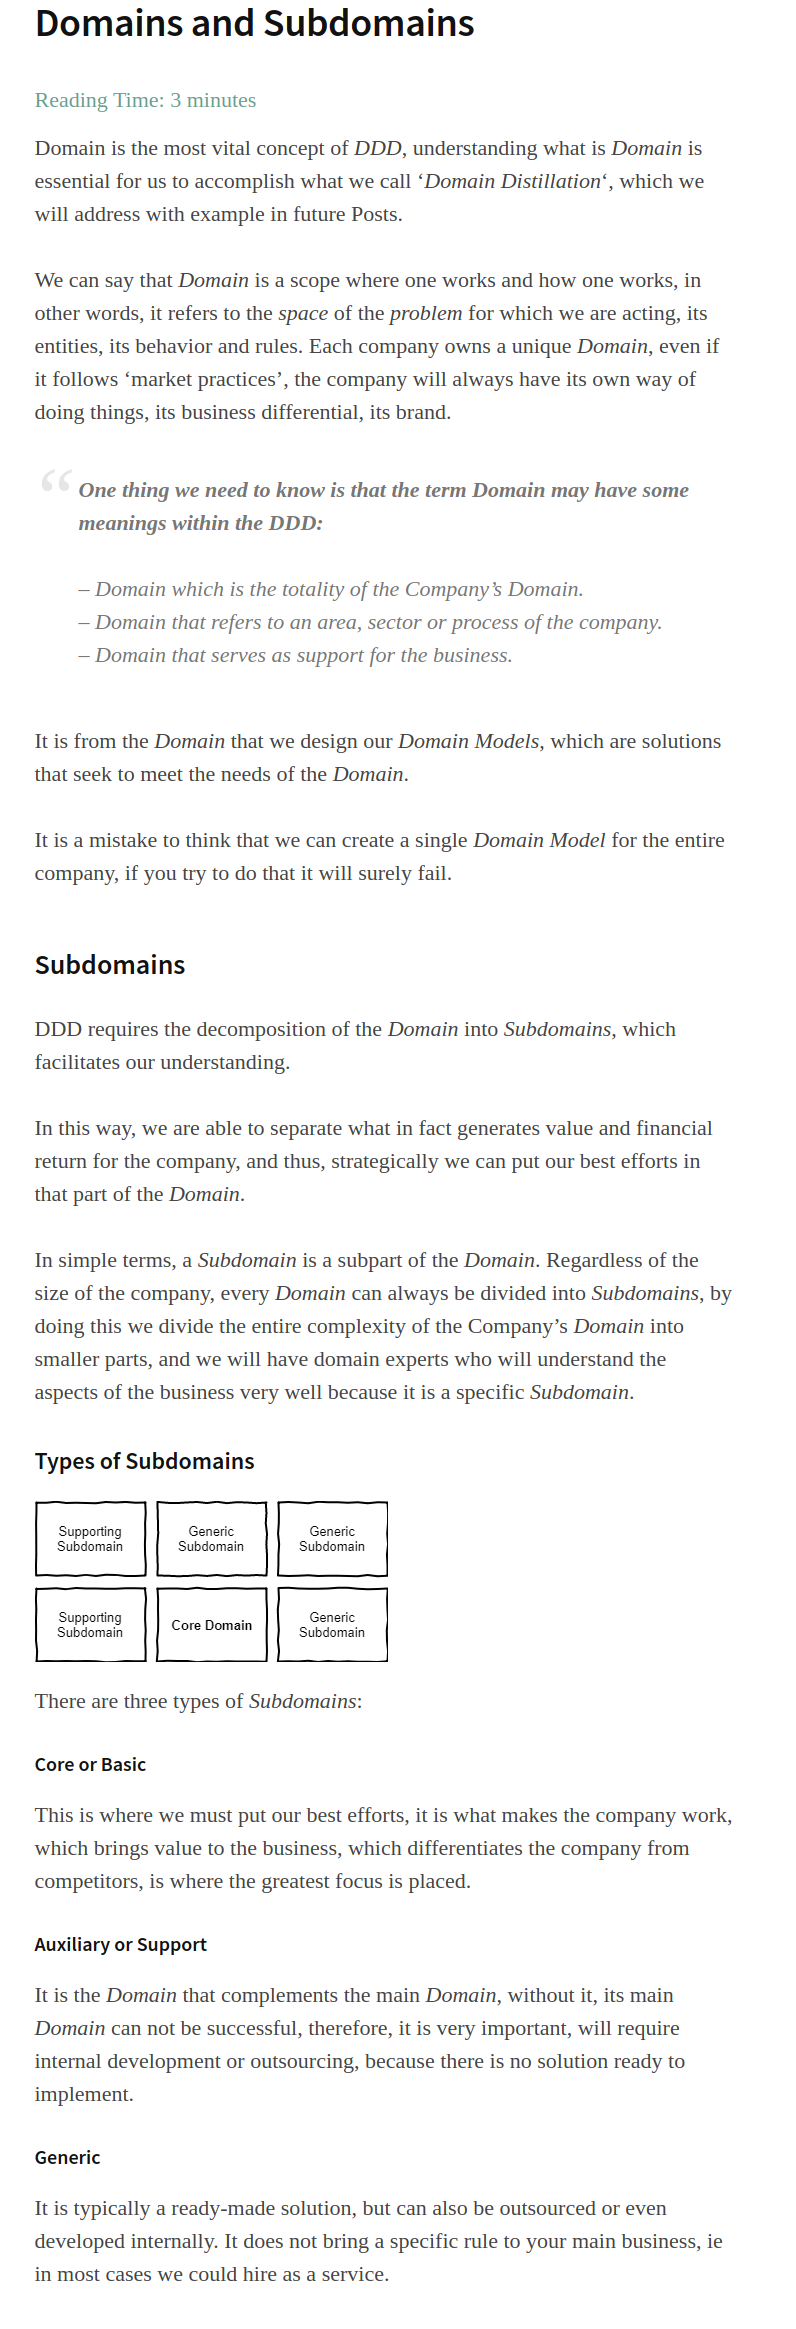 Domains and Subdomains
Reading Time: 3 minutes
Domain is the most vital concept of DDD, understanding what is Domain is
essential for us to accomplish what we call ‘Domain Distillation‘, which we
will address with example in future Posts.
We can say that Domain is a scope where one works and how one works, in
other words, it refers to the space of the problem for which we are acting, its
entities, its behavior and rules. Each company owns a unique Domain, even if
it follows ‘market practices’, the company will always have its own way of
doing things, its business differential, its brand.
“ One thing we need to know is that the term Domain may have some
meanings within the DDD:
– Domain which is the totality of the Company’s Domain.
– Domain that refers to an area, sector or process of the company.
– Domain that serves as support for the business.
It is from the Domain that we design our Domain Models, which are solutions
that seek to meet the needs of the Domain.
It is a mistake to think that we can create a single Domain Model for the entire
company, if you try to do that it will surely fail.
Subdomains
DDD requires the decomposition of the Domain into Subdomains, which
facilitates our understanding.
In this way, we are able to separate what in fact generates value and financial
return for the company, and thus, strategically we can put our best efforts in
that part of the Domain.
In simple terms, a Subdomain is a subpart of the Domain. Regardless of the
size of the company, every Domain can always be divided into Subdomains, by
doing this we divide the entire complexity of the Company’s Domain into
smaller parts, and we will have domain experts who will understand the
aspects of the business very well because it is a specific Subdomain.
Types of Subdomains
Supporting
Subdomain
Generic
Subdomain
Generic
Subdomain
Supporting
Subdomain
Core Domain
Generic
Subdomain
There are three types of Subdomains:
Core or Basic
This is where we must put our best efforts, it is what makes the company work,
which brings value to the business, which differentiates the company from
competitors, is where the greatest focus is placed.
Auxiliary or Support
It is the Domain that complements the main Domain, without it, its main
Domain can not be successful, therefore, it is very important, will require
internal development or outsourcing, because there is no solution ready to
implement.
Generic
It is typically a ready-made solution, but can also be outsourced or even
developed internally. It does not bring a specific rule to your main business, ie
in most cases we could hire as a service.